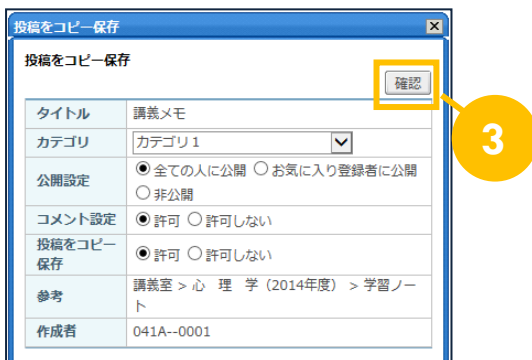 投稿をコピー保存
投稿をコピー保存
確認
3
タイトル 講義メモ
カテゴリ カテゴリ1
公開設定 全ての人に公開 お気に入り登録者に公開
非公開
コメント設定 許可 許可しない
投稿をコピー
保存 許可 許可しない
参考 講義室 > 心 理 学 (2014年度) > 学習ノー
ト
作成者 041A--0001